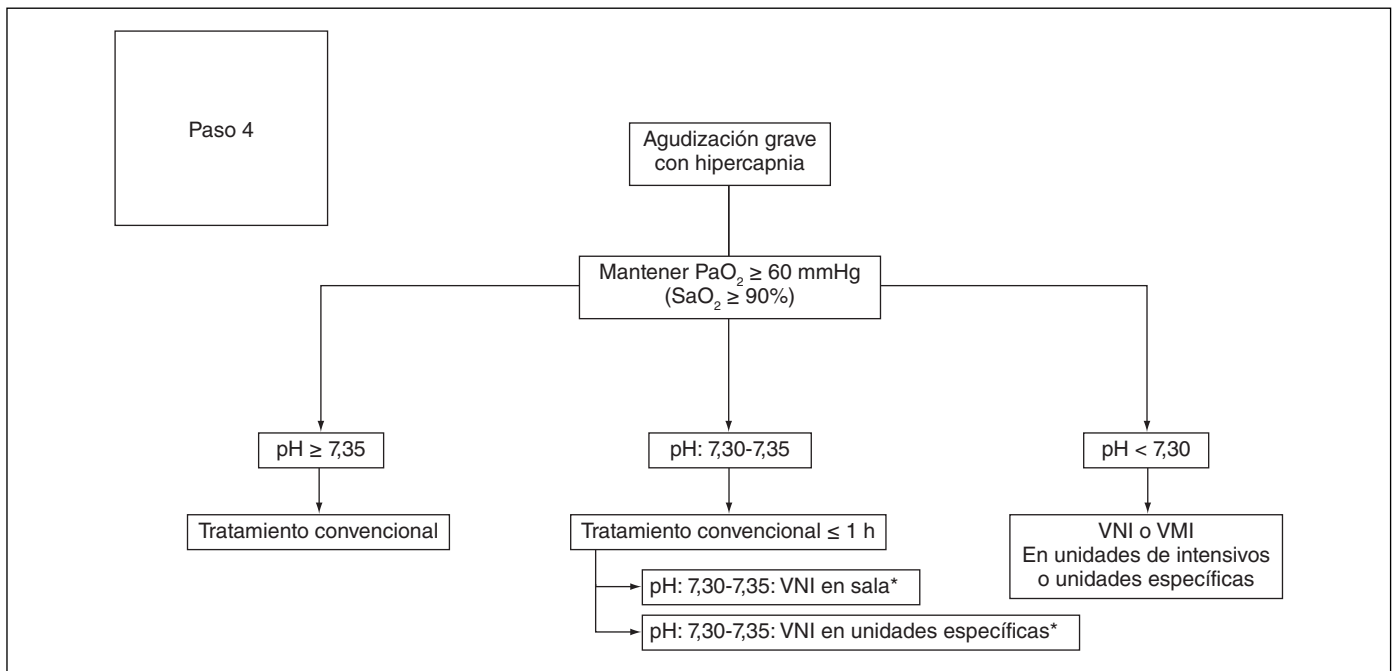 Paso 4
Agudización grave
con hipercapnia
Mantener PaO₂ ≥ 60 mmHg
(SaO₂ ≥ 90%)
pH ≥ 7,35
pH: 7,30-7,35
pH < 7,30
Tratamiento convencional
Tratamiento convencional ≤ 1 h
VNI o VMI
En unidades de intensivos
o unidades específicas
pH: 7,30-7,35: VNI en sala*
pH: 7,30-7,35: VNI en unidades específicas*